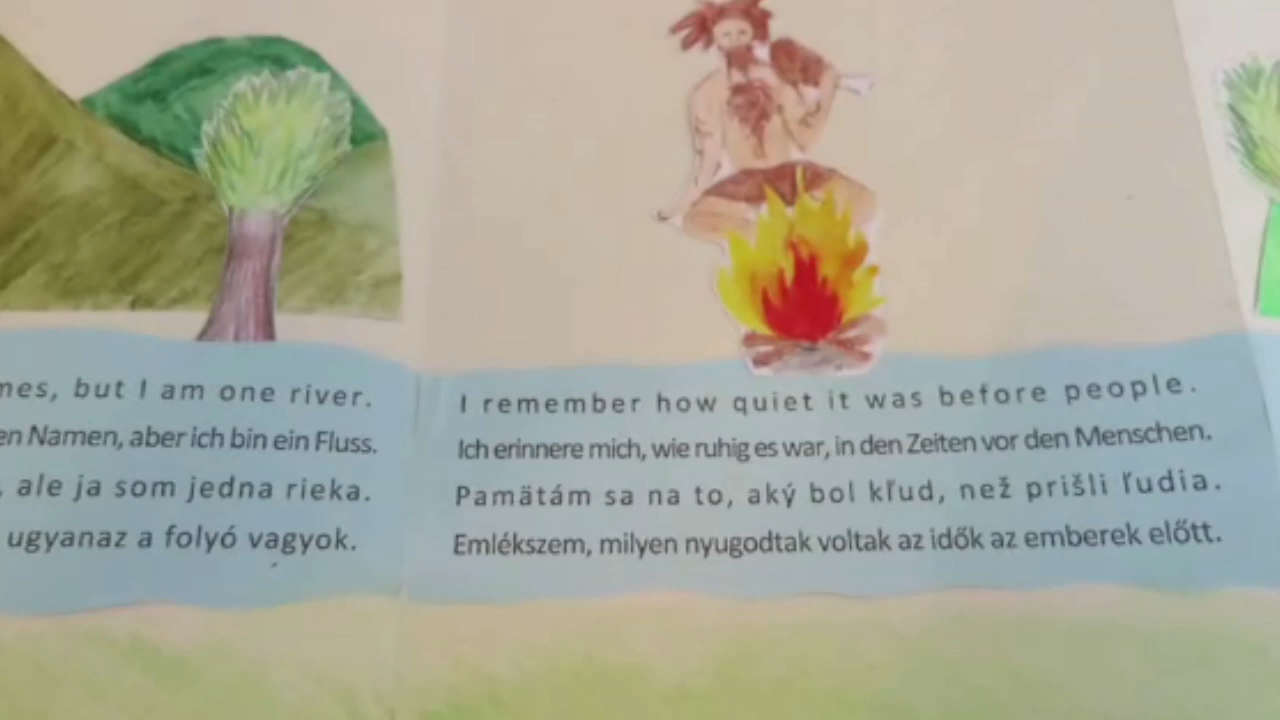 but I am one river.
Namen, aber ich bin ein Fluss.
, ale ja som jedna rieka.
ugyanaz a folyó vagyok.
I remember how quiet it was before people.
Ich erinnere mich, wie ruhig es war, in den Zeiten vor den Menschen.
Pamätám sa na to, aký bol kľud, než prišli ľudia.
Emlékszem, milyen nyugodtak voltak az idők az emberek előtt.